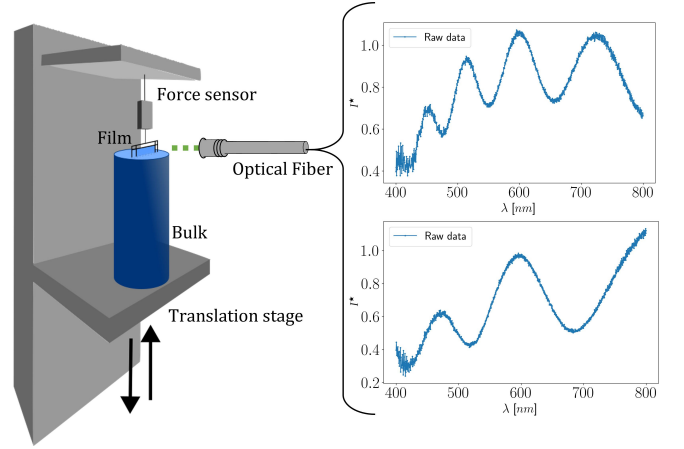 Force sensor
Film
Optical Fiber
Bulk
Translation stage
Raw data
I*
1.0
0.8
0.6
0.4
400 500 600 700 800
λ [nm]
Raw data
I*
1.0
0.8
0.6
0.4
0.2
400 500 600 700 800
λ [nm]